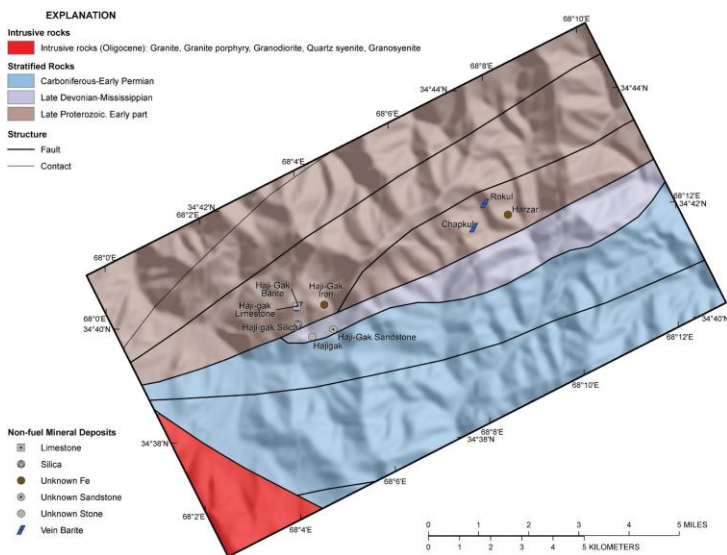 EXPLANATION
Intrusive rocks
Intrusive rocks (Oligocene): Granite, Granite porphyry, Granodiorite, Quartz syenite, Granosyenite
Stratified Rocks
Carboniferous-Early Permian
Late Devonian-Mississippian
Late Proterozoic. Early part
Structure
Fault
Contact
68°10'E
68°8'E
34°44'N
34°44'N
68°6'E
68°4'E
34°42'N
68°2'E
68°12'E
34°42'N
Rokul
Harzar
Chapkul
68°0'E
Haji-Gak
Barite
Haji-Gak
Iron
Haji-gak
Limestone
68°0'E
34°40'N
Haji-gak Silica
Haji-Gak Sandstone
Hajigak
34°40'N
68°12'E
68°10'E
68°8'E
34°38'N
34°38'N
68°6'E
68°2'E
68°4'E
Non-fuel Mineral Deposits
Limestone
Silica
Unknown Fe
Unknown Sandstone
Unknown Stone
Vein Barite
0 1 2 3 4 5 MILES
0 1 2 3 4 5 KILOMETERS